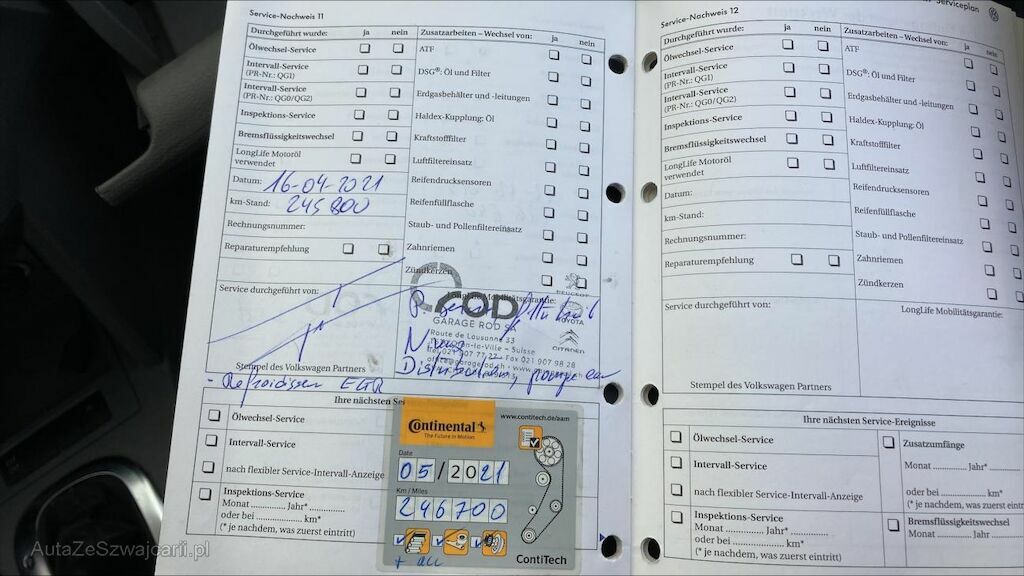 Service-Nachweis 11
Durchgeführt wurde: ja nein
Ölwechsel-Service
Intervall-Service
(PR-Nr.: QG1)
Intervall-Service
(PR-Nr.: QG0/QG2)
Inspektions-Service
Bremsflüssigkeitswechsel
LongLife Motoröl
verwendet
Datum: 16-04-2021
km-Stand: 245 800
Rechnungsnummer:
Reparaturempfehlung
Service durchgeführt von:
Stempel des Volkswagen Partners
Zusatzarbeiten – Wechsel von: ja nein
ATF
DSG®: Öl und Filter
Erdgasbehälter und -leitungen
Haldex-Kupplung: Öl
Kraftstofffilter
Luftfiltereinsatz
Reifendrucksensoren
Reifenfüllflasche
Staub- und Pollenfiltereinsatz
Zahnriemen
Zündkerzen
Mobilitätsgarantie:
ROD
GARAGE ROD
Route de Lausanne 33
PEUGEOT
TOYOTA
CITROËN
Distribution, pompe eau
- Refroidisseur EGR
Ihre nächsten
Ölwechsel-Service
Intervall-Service
nach flexibler Service-Intervall-Anzeige
Inspektions-Service
Monat Jahr*
oder bei km*
(* je nachdem, was zuerst eintritt)
Continental
The Future in Motion
www.contitech.de/aam
Date
05/2021
Km / Miles
246700
ContiTech
Serviceplan
Service-Nachweis 12
Durchgeführt wurde: ja nein
Ölwechsel-Service
Intervall-Service
(PR-Nr.: QG1)
Intervall-Service
(PR-Nr.: QG0/QG2)
Inspektions-Service
Bremsflüssigkeitswechsel
LongLife Motoröl
verwendet
Datum:
km-Stand:
Rechnungsnummer:
Reparaturempfehlung
Service durchgeführt von:
Stempel des Volkswagen Partners
Zusatzarbeiten – Wechsel von: ja nein
ATF
DSG®: Öl und Filter
Erdgasbehälter und -leitungen
Haldex-Kupplung: Öl
Kraftstofffilter
Luftfiltereinsatz
Reifendrucksensoren
Reifenfüllflasche
Staub- und Pollenfiltereinsatz
Zahnriemen
Zündkerzen
LongLife Mobilitätsgarantie:
Ihre nächsten Service-Ereignisse:
Ölwechsel-Service
Intervall-Service
nach flexibler Service-Intervall-Anzeige
Inspektions-Service
Monat Jahr*
oder bei km*
(* je nachdem, was zuerst eintritt)
Zusatzumfänge
Monat Jahr*
oder bei km*
Bremsflüssigkeitswechsel
Monat Jahr
AutaZeSzwajcarii.pl